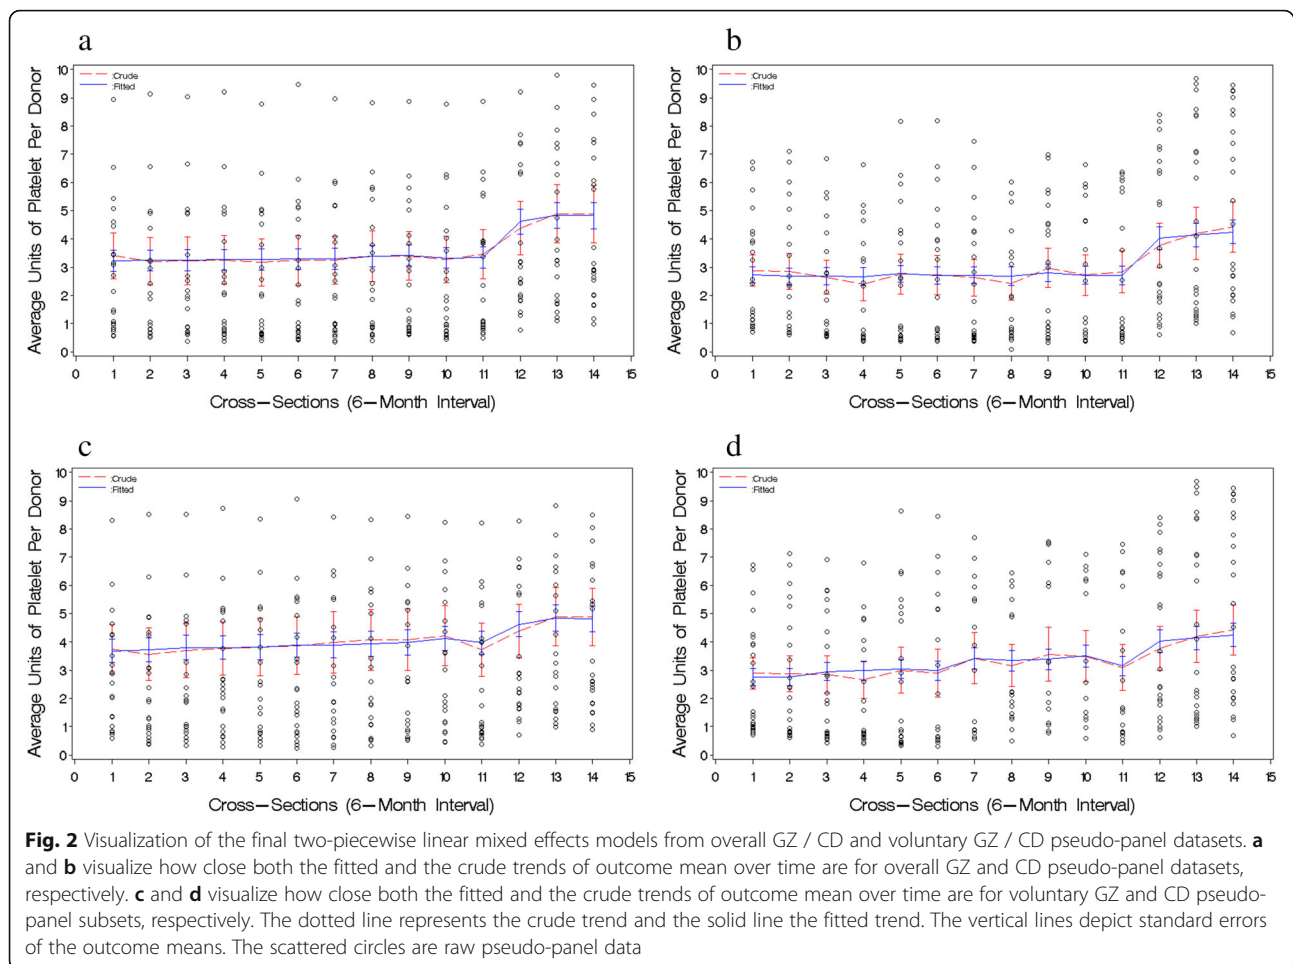 a
10
9
8
7
6
5
4
3
2
1
0
:Crude
:Fitted
Average Units of Platelet Per Donor
0 1 2 3 4 5 6 7 8 9 10 11 12 13 14 15
Cross-Sections (6-Month Interval)
b
10
9
8
7
6
5
4
3
2
1
0
:Crude
:Fitted
Average Units of Platelet Per Donor
0 1 2 3 4 5 6 7 8 9 10 11 12 13 14 15
Cross-Sections (6-Month Interval)
c
10
9
8
7
6
5
4
3
2
1
0
:Crude
:Fitted
Average Units of Platelet Per Donor
0 1 2 3 4 5 6 7 8 9 10 11 12 13 14 15
Cross-Sections (6-Month Interval)
d
10
9
8
7
6
5
4
3
2
1
0
:Crude
:Fitted
Average Units of Platelet Per Donor
0 1 2 3 4 5 6 7 8 9 10 11 12 13 14 15
Cross-Sections (6-Month Interval)
Fig. 2 Visualization of the final two-piecewise linear mixed effects models from overall GZ / CD and voluntary GZ / CD pseudo-panel datasets. a
and b visualize how close both the fitted and the crude trends of outcome mean over time are for overall GZ and CD pseudo-panel datasets,
respectively. c and d visualize how close both the fitted and the crude trends of outcome mean over time are for voluntary GZ and CD pseudo-
panel subsets, respectively. The dotted line represents the crude trend and the solid line the fitted trend. The vertical lines depict standard errors
of the outcome means. The scattered circles are raw pseudo-panel data